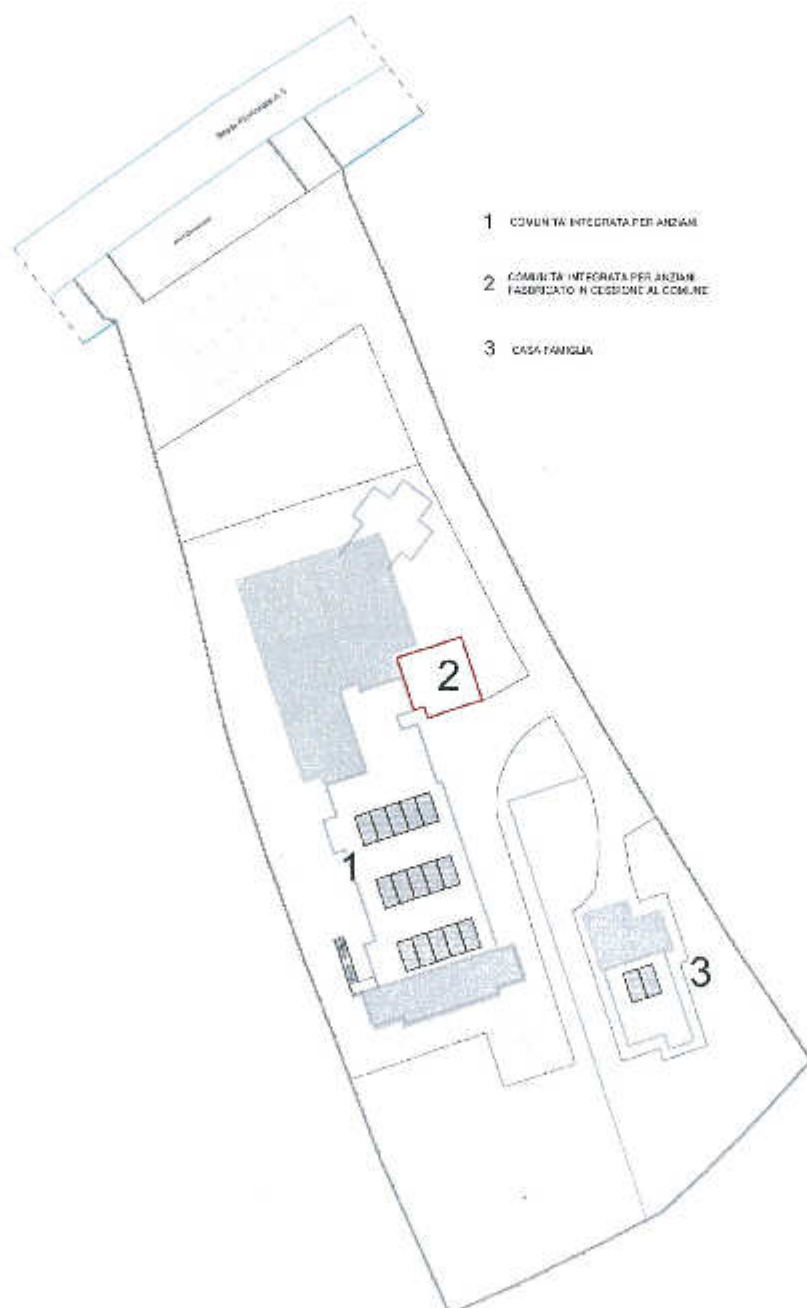 1 COMUNITA' INTEGRATA PER ANZIANI
2 COMUNITA' INTEGRATA PER ANZIANI
FABBRICATO IN CESSIONE AL COMUNE
3 CASA FAMIGLIA
2
1
3